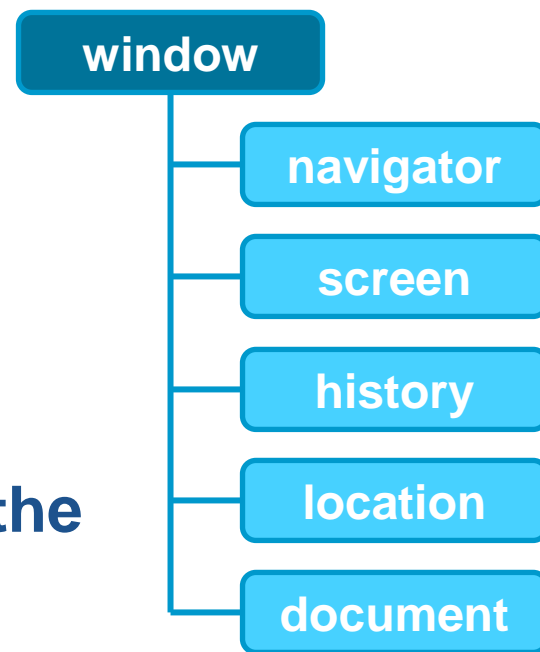 window
navigator
screen
history
location
the
document